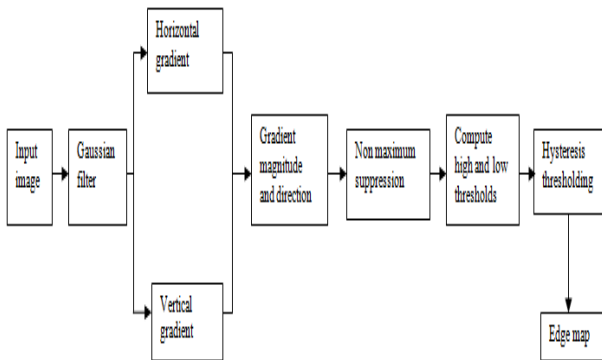 Input
image
Gaussian
filter
Horizontal
gradient
Vertical
gradient
Gradient
magnitude
and direction
Non maximum
suppression
Compute
high and low
thresholds
Hysteresis
thresholding
Edge map